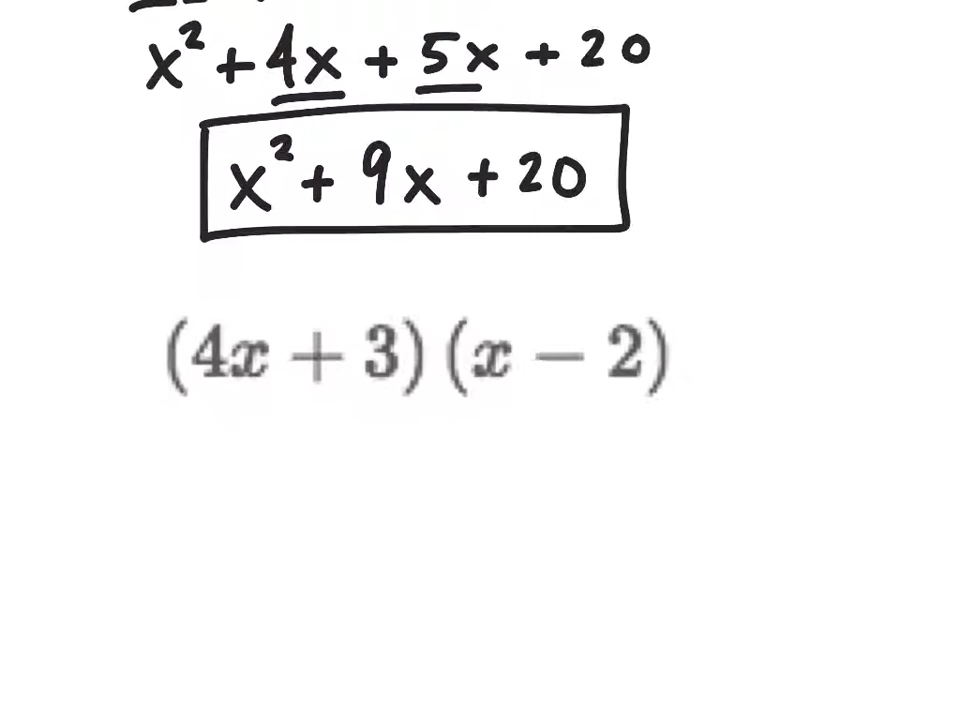 x² + 4x + 5x + 20
x² + 9x + 20
(4x + 3)(x − 2)